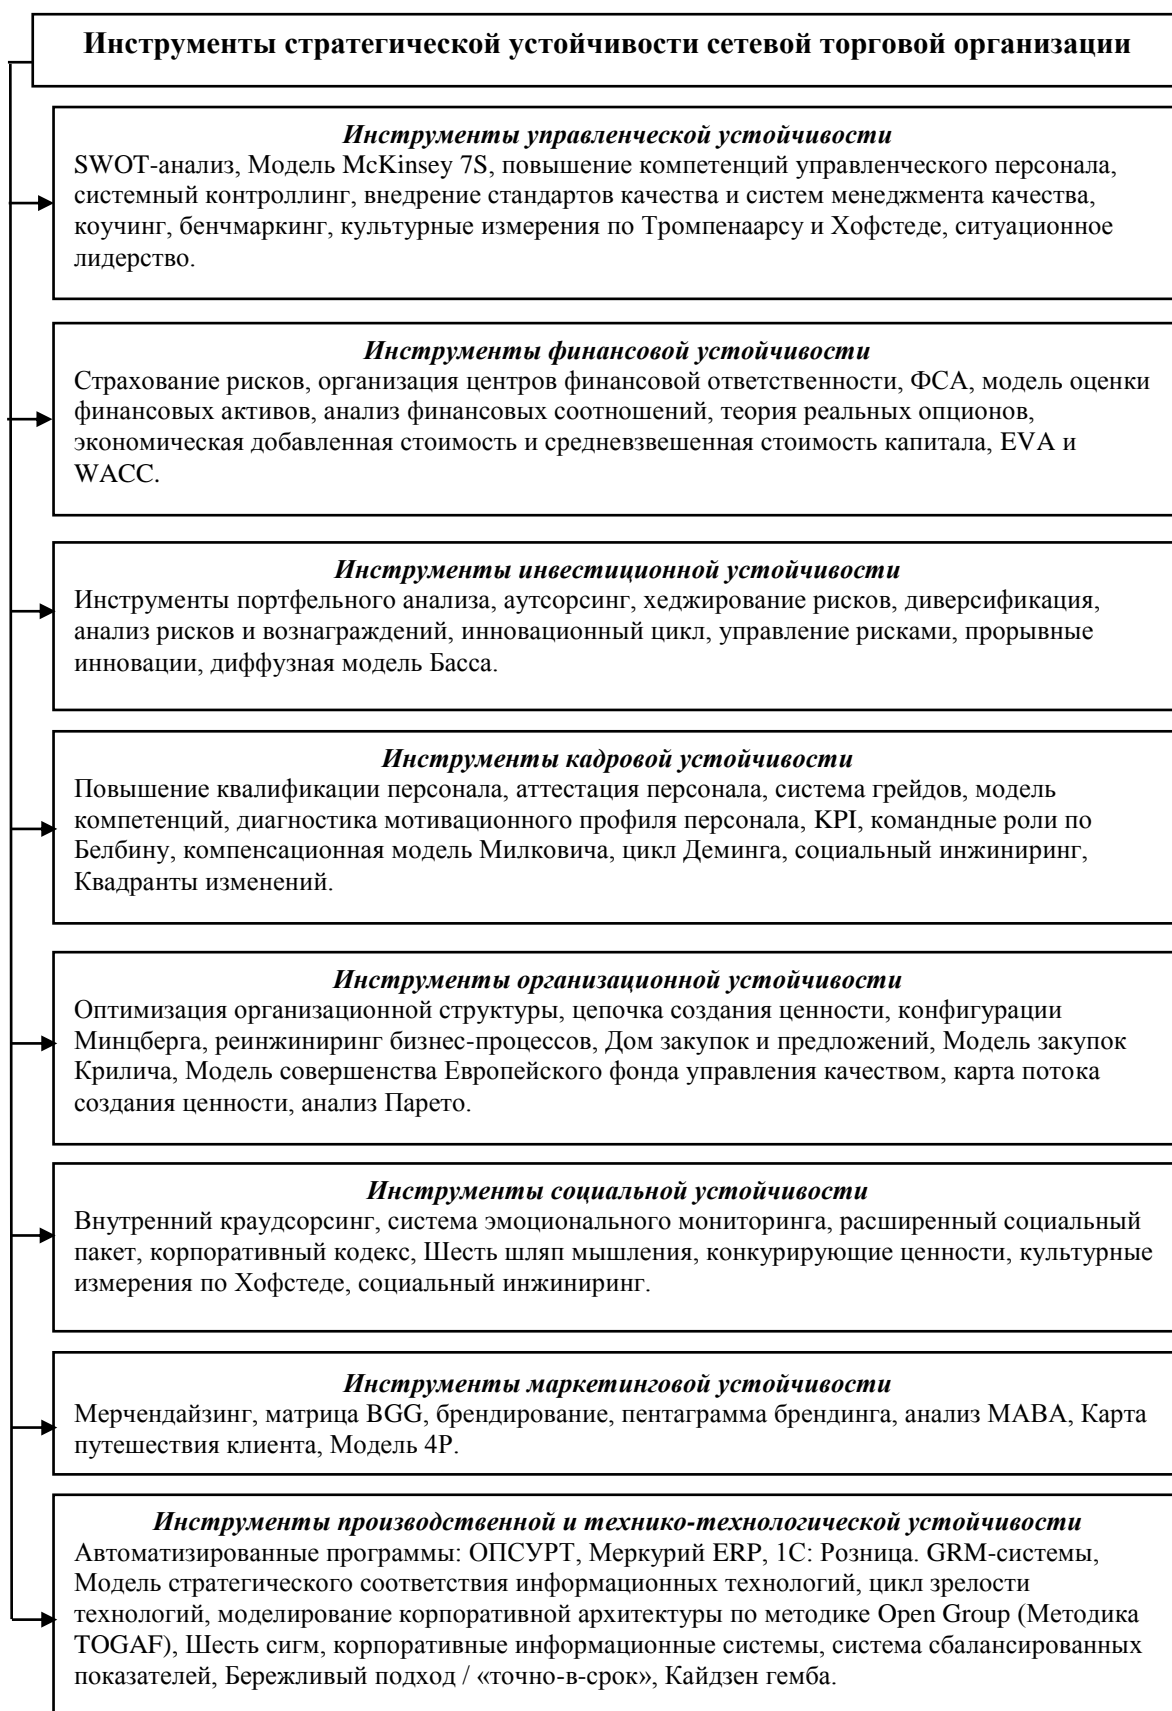 Инструменты стратегической устойчивости сетевой торговой организации
Инструменты управленческой устойчивости
SWOT-анализ, Модель McKinsey 7S, повышение компетенций управленческого персонала,
системный контроллинг, внедрение стандартов качества и систем менеджмента качества,
коучинг, бенчмаркинг, культурные измерения по Тромпенаарсу и Хофстеде, ситуационное
лидерство.
Инструменты финансовой устойчивости
Страхование рисков, организация центров финансовой ответственности, ФСА, модель оценки
финансовых активов, анализ финансовых соотношений, теория реальных опционов,
экономическая добавленная стоимость и средневзвешенная стоимость капитала, EVA и
WACC.
Инструменты инвестиционной устойчивости
Инструменты портфельного анализа, аутсорсинг, хеджирование рисков, диверсификация,
анализ рисков и вознаграждений, инновационный цикл, управление рисками, прорывные
инновации, диффузная модель Басса.
Инструменты кадровой устойчивости
Повышение квалификации персонала, аттестация персонала, система грейдов, модель
компетенций, диагностика мотивационного профиля персонала, KPI, командные роли по
Белбину, компенсационная модель Милковича, цикл Деминга, социальный инжиниринг,
Квадранты изменений.
Инструменты организационной устойчивости
Оптимизация организационной структуры, цепочка создания ценности, конфигурации
Минцберга, реинжиниринг бизнес-процессов, Дом закупок и предложений, Модель закупок
Крилича, Модель совершенства Европейского фонда управления качеством, карта потока
создания ценности, анализ Парето.
Инструменты социальной устойчивости
Внутренний краудсорсинг, система эмоционального мониторинга, расширенный социальный
пакет, корпоративный кодекс, Шесть шляп мышления, конкурирующие ценности, культурные
измерения по Хофстеде, социальный инжиниринг.
Инструменты маркетинговой устойчивости
Мерчендайзинг, матрица BGG, брендирование, пентаграмма брендинга, анализ МАВА, Карта
путешествия клиента, Модель 4Р.
Инструменты производственной и технико-технологической устойчивости
Автоматизированные программы: ОПСУРТ, Меркурий ERP, 1С: Розница. GRM-системы,
Модель стратегического соответствия информационных технологий, цикл зрелости
технологий, моделирование корпоративной архитектуры по методике Open Group (Методика
TOGAF), Шесть сигм, корпоративные информационные системы, система сбалансированных
показателей, Бережливый подход / «точно-в-срок», Кайдзен гемба.